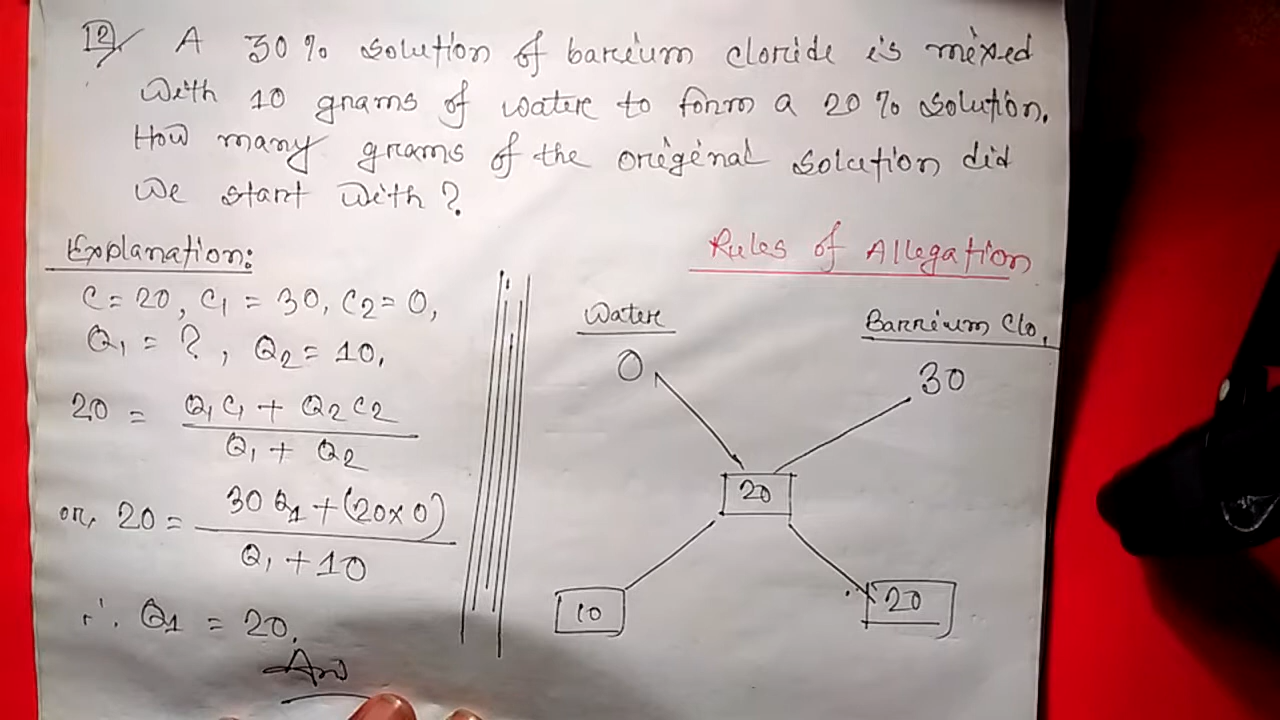 12/ A 30% solution of barium cloride is mixed
with 10 grams of water to form a 20% solution.
How many grams of the original solution did
we start with?
Explanation:
C = 20, C₁ = 30, C₂ = 0,
Q₁ = ?, Q₂ = 10,
20 = (Q₁C₁ + Q₂C₂) / (Q₁ + Q₂)
or, 20 = (30Q₁ + (20×0)) / (Q₁ + 10)
∴ Q₁ = 20.
Ans
Rules of Allegation
Water Barrium Clo.
0 30
20
10 20